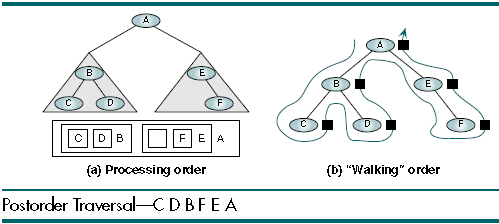 A
B
E
C
D
F
C D B F E A
(a) Processing order
A
B
E
C
D
F
(b) "Walking" order
Postorder Traversal—C D B F E A